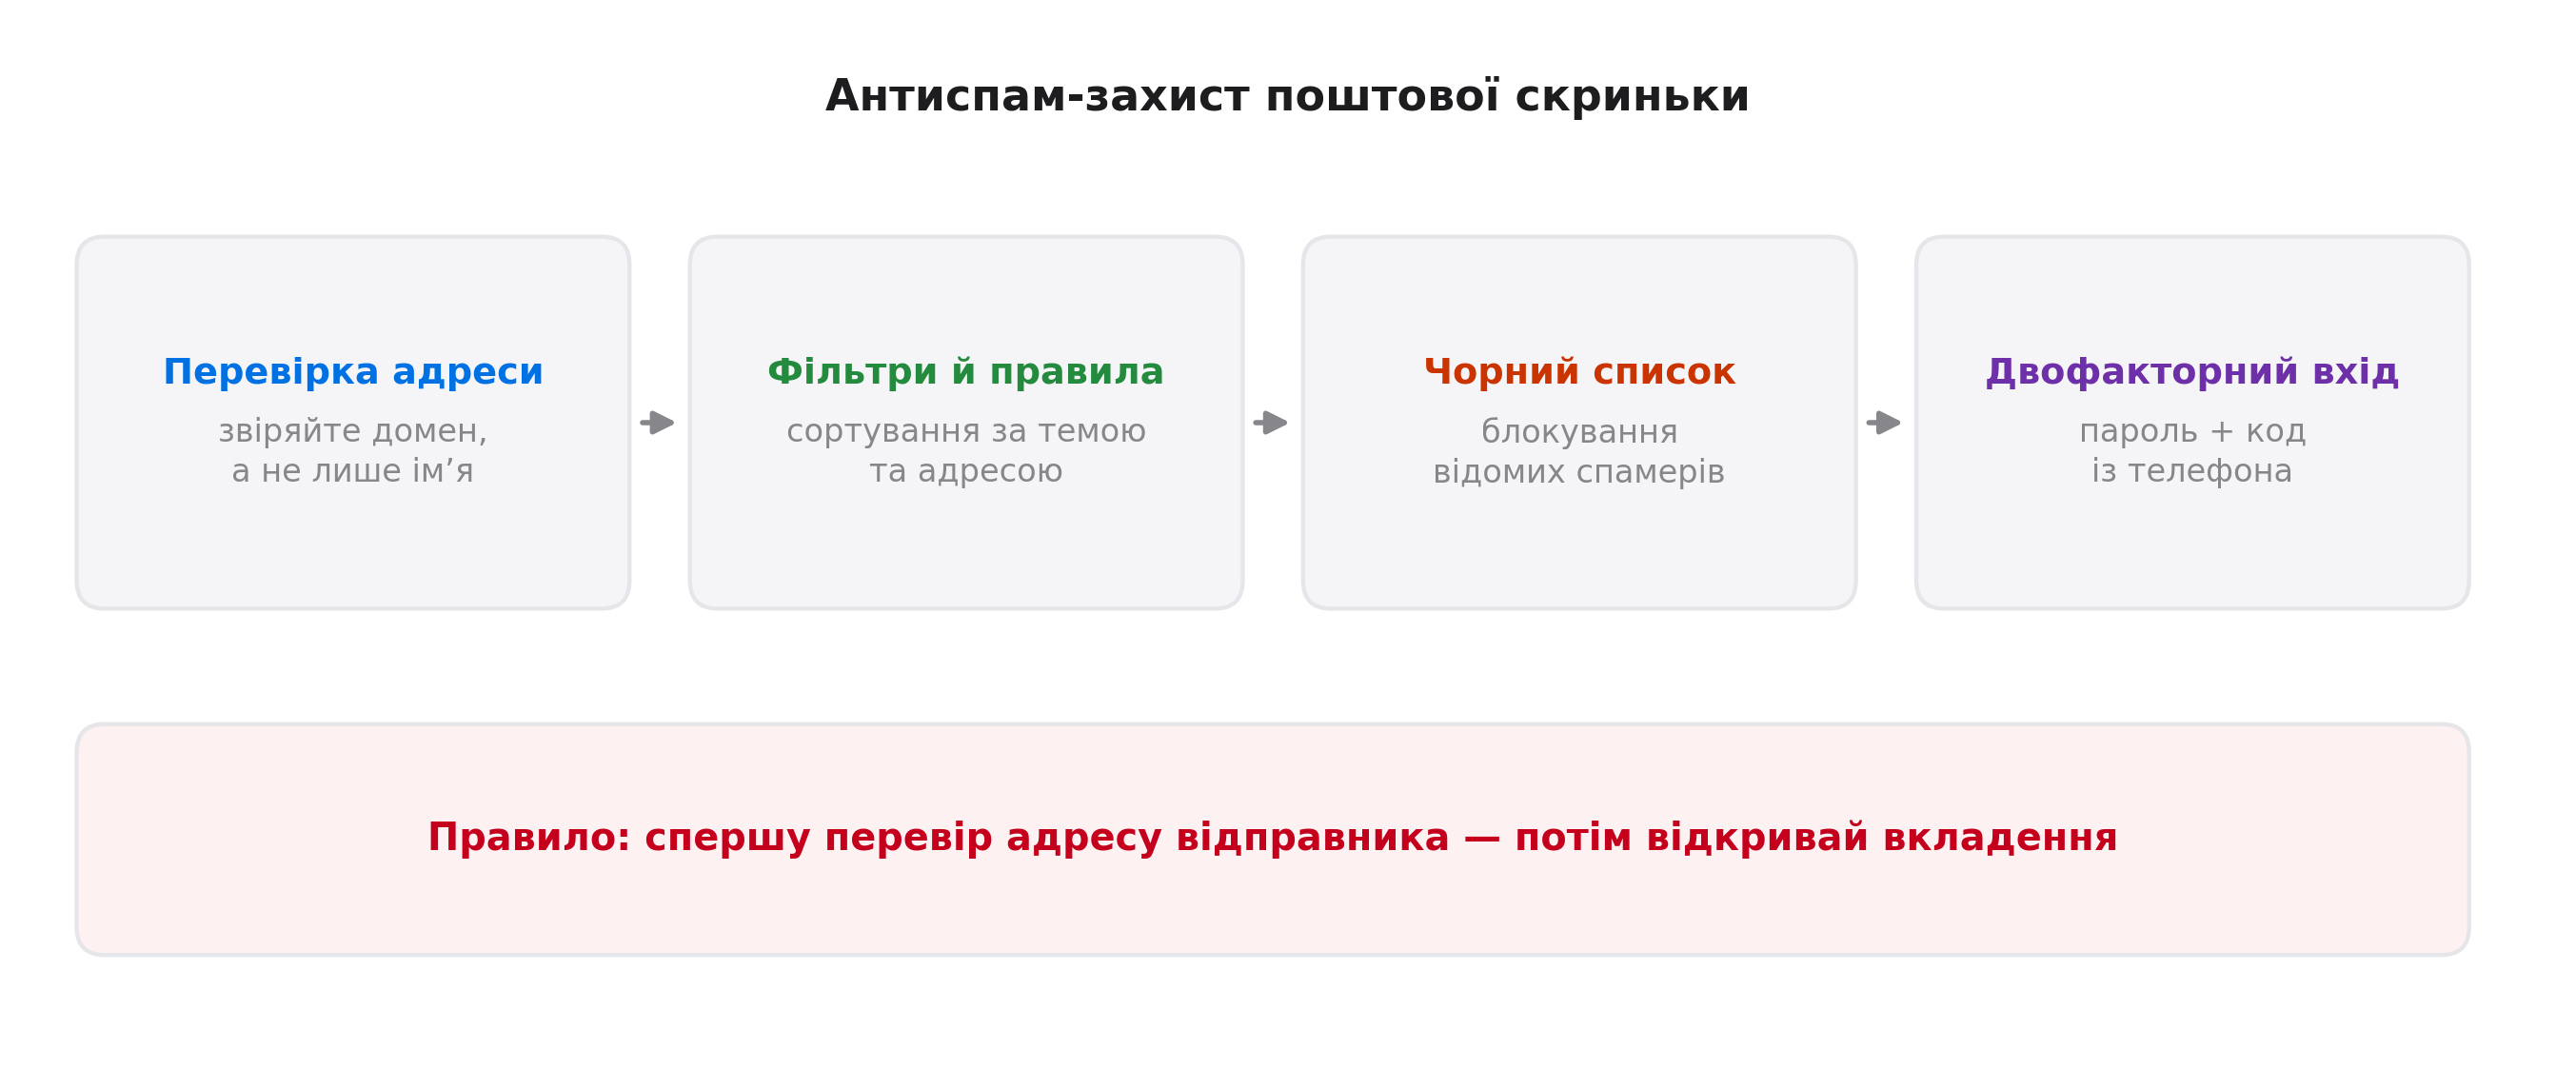 Антиспам-захист поштової скриньки
Перевірка адреси
звіряйте домен,
а не лише ім’я
Фільтри й правила
сортування за темою
та адресою
Чорний список
блокування
відомих спамерів
Двофакторний вхід
пароль + код
із телефона
Правило: спершу перевір адресу відправника — потім відкривай вкладення